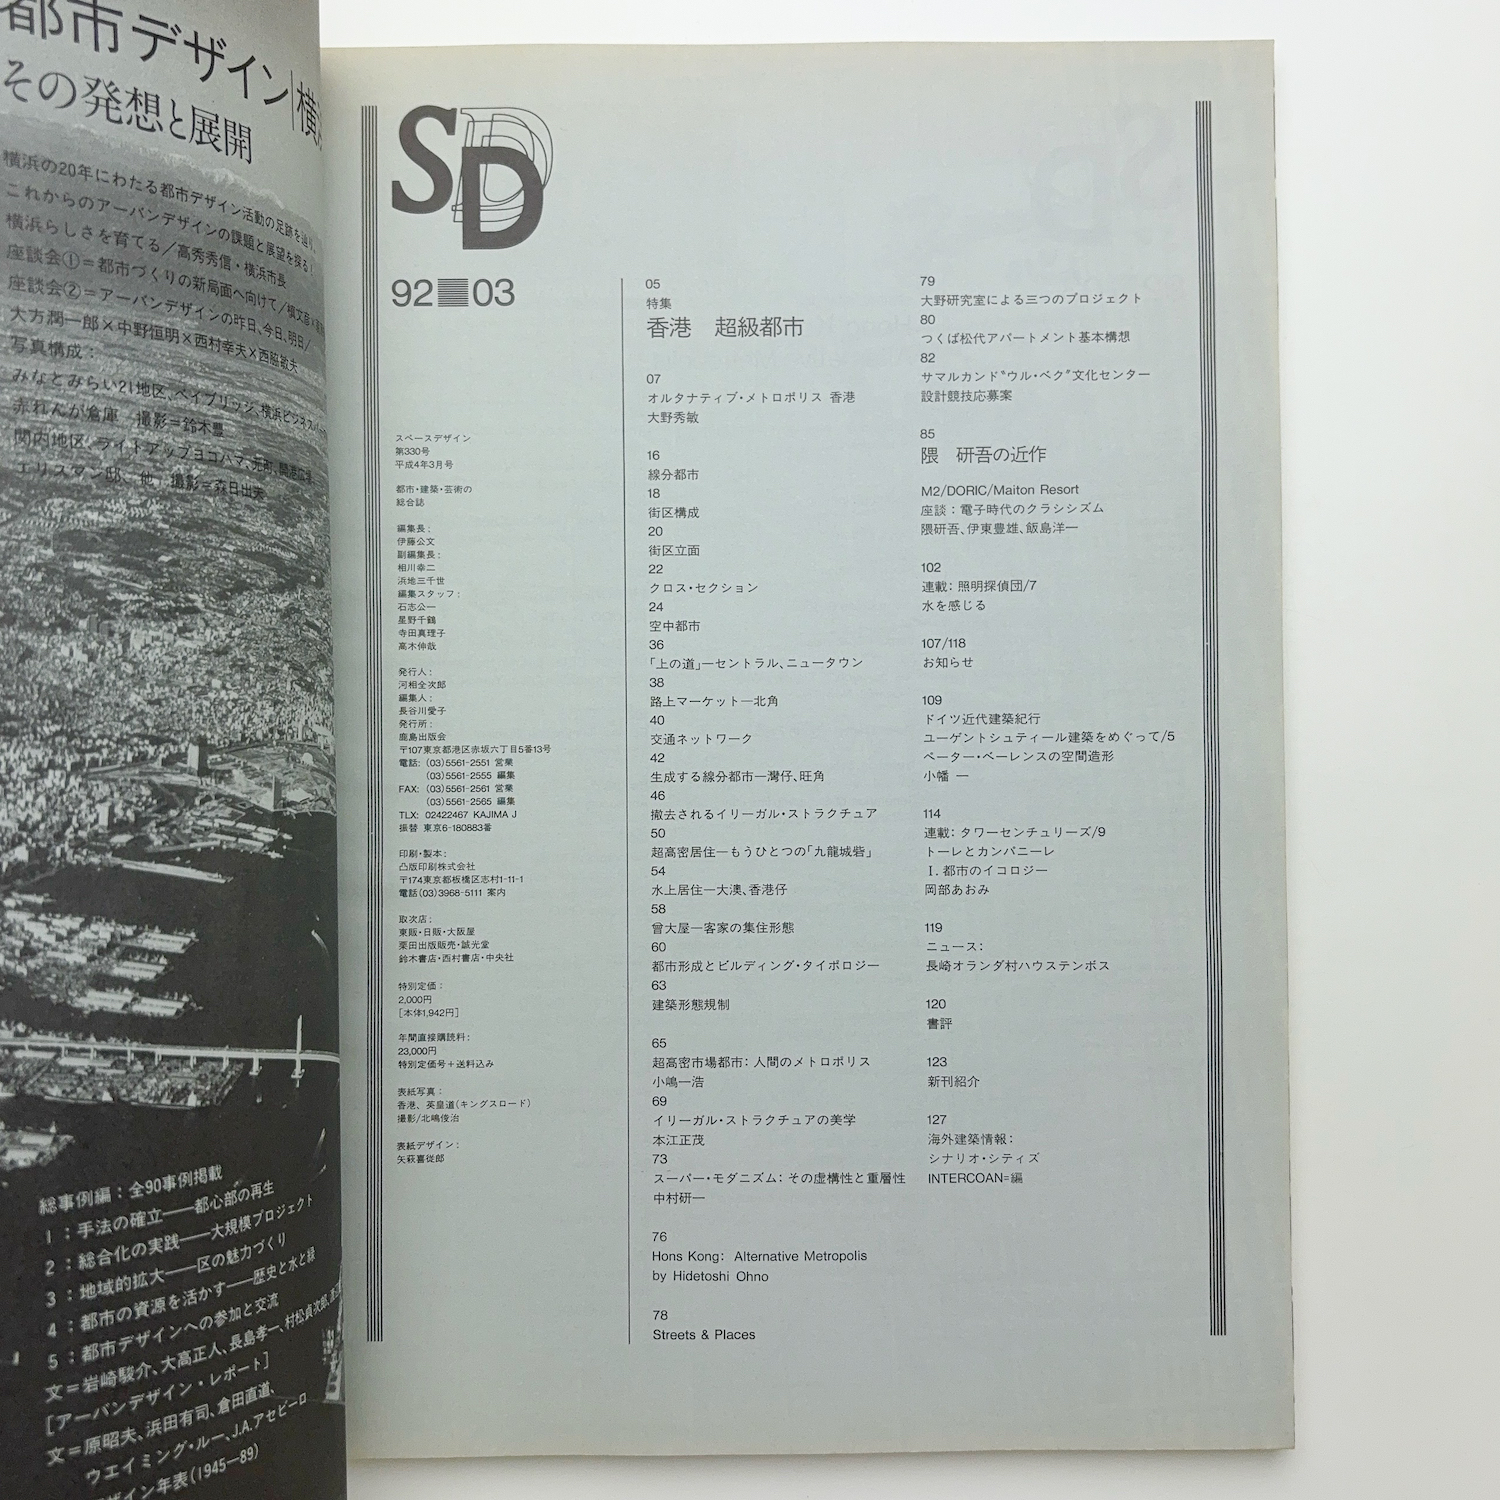 都市デザイン|横
その発想と展開
横浜の20年にわたる都市デザイン活動の足跡を辿り、
これからのアーバンデザインの課題と展望を探る!
横浜らしさを育てる/高秀秀信・横浜市長
座談会①=都市づくりの新局面へ向けて/槇文彦×
座談会②=アーバンデザインの昨日、今日、明日/
大方潤一郎×中野恒明×西村幸夫×西脇敏夫
写真構成:
みなとみらい21地区、ベイブリッジ、横浜ビジネスパーク
赤れんが倉庫 撮影=鈴木豊
関内地区、ライトアップヨコハマ、元町、開港広場
エリスマン邸、他 撮影=森日出夫
総事例編:全90事例掲載
1:手法の確立――都心部の再生
2:総合化の実践――大規模プロジェクト
3:地域的拡大――区の魅力づくり
4:都市の資源を活かす――歴史と水と緑
5:都市デザインへの参加と交流
文=岩崎駿介、大高正人、長島孝一、村松貞次郎、
[アーバンデザイン・レポート]
文=原昭夫、浜田有司、倉田直道、
ウエイミング・ルー、J.A.アセビーロ
ザイン年表(1945―89)
SD
92 03
スペースデザイン
第330号
平成4年3月号
都市・建築・芸術の
総合誌
編集長:
伊藤公文
副編集長:
相川幸二
浜地三千世
編集スタッフ:
石志公一
星野千鶴
寺田真理子
高木伸哉
発行人:
河相全次郎
編集人:
長谷川愛子
発行所:
鹿島出版会
〒107東京都港区赤坂六丁目5番13号
電話: (03)5561-2551 営業
(03)5561-2555 編集
FAX: (03)5561-2561 営業
(03)5561-2565 編集
TLX: 02422467 KAJIMA J
振替 東京6-180883番
印刷・製本:
凸版印刷株式会社
〒174東京都板橋区志村1-11-1
電話(03)3968-5111 案内
取次店:
東販・日販・大阪屋
栗田出版販売・誠光堂
鈴木書店・西村書店・中央社
特別定価:
2,000円
[本体1,942円]
年間直接購読料:
23,000円
特別定価号+送料込み
表紙写真:
香港、英皇道(キングスロード)
撮影/北嶋俊治
表紙デザイン:
矢萩喜従郎
05
特集
香港 超級都市
07
オルタナティブ・メトロポリス 香港
大野秀敏
16
線分都市
18
街区構成
20
街区立面
22
クロス・セクション
24
空中都市
36
「上の道」―セントラル、ニュータウン
38
路上マーケット―北角
40
交通ネットワーク
42
生成する線分都市―灣仔、旺角
46
撤去されるイリーガル・ストラクチュア
50
超高密居住―もうひとつの「九龍城砦」
54
水上居住―大澳、香港仔
58
曾大屋―客家の集住形態
60
都市形成とビルディング・タイポロジー
63
建築形態規制
65
超高密市場都市: 人間のメトロポリス
小嶋一浩
69
イリーガル・ストラクチュアの美学
本江正茂
73
スーパー・モダニズム: その虚構性と重層性
中村研一
76
Hons Kong: Alternative Metropolis
by Hidetoshi Ohno
78
Streets & Places
79
大野研究室による三つのプロジェクト
80
つくば松代アパートメント基本構想
82
サマルカンド“ウル・ベク”文化センター
設計競技応募案
85
隈 研吾の近作
M2/DORIC/Maiton Resort
座談: 電子時代のクラシシズム
隈研吾、伊東豊雄、飯島洋一
102
連載: 照明探偵団/7
水を感じる
107/118
お知らせ
109
ドイツ近代建築紀行
ユーゲントシュティール建築をめぐって/5
ペーター・ベーレンスの空間造形
小幡 一
114
連載: タワーセンチュリーズ/9
トーレとカンパニーレ
I. 都市のイコロジー
岡部あおみ
119
ニュース:
長崎オランダ村ハウステンボス
120
書評
123
新刊紹介
127
海外建築情報:
シナリオ・シティズ
INTERCOAN=編